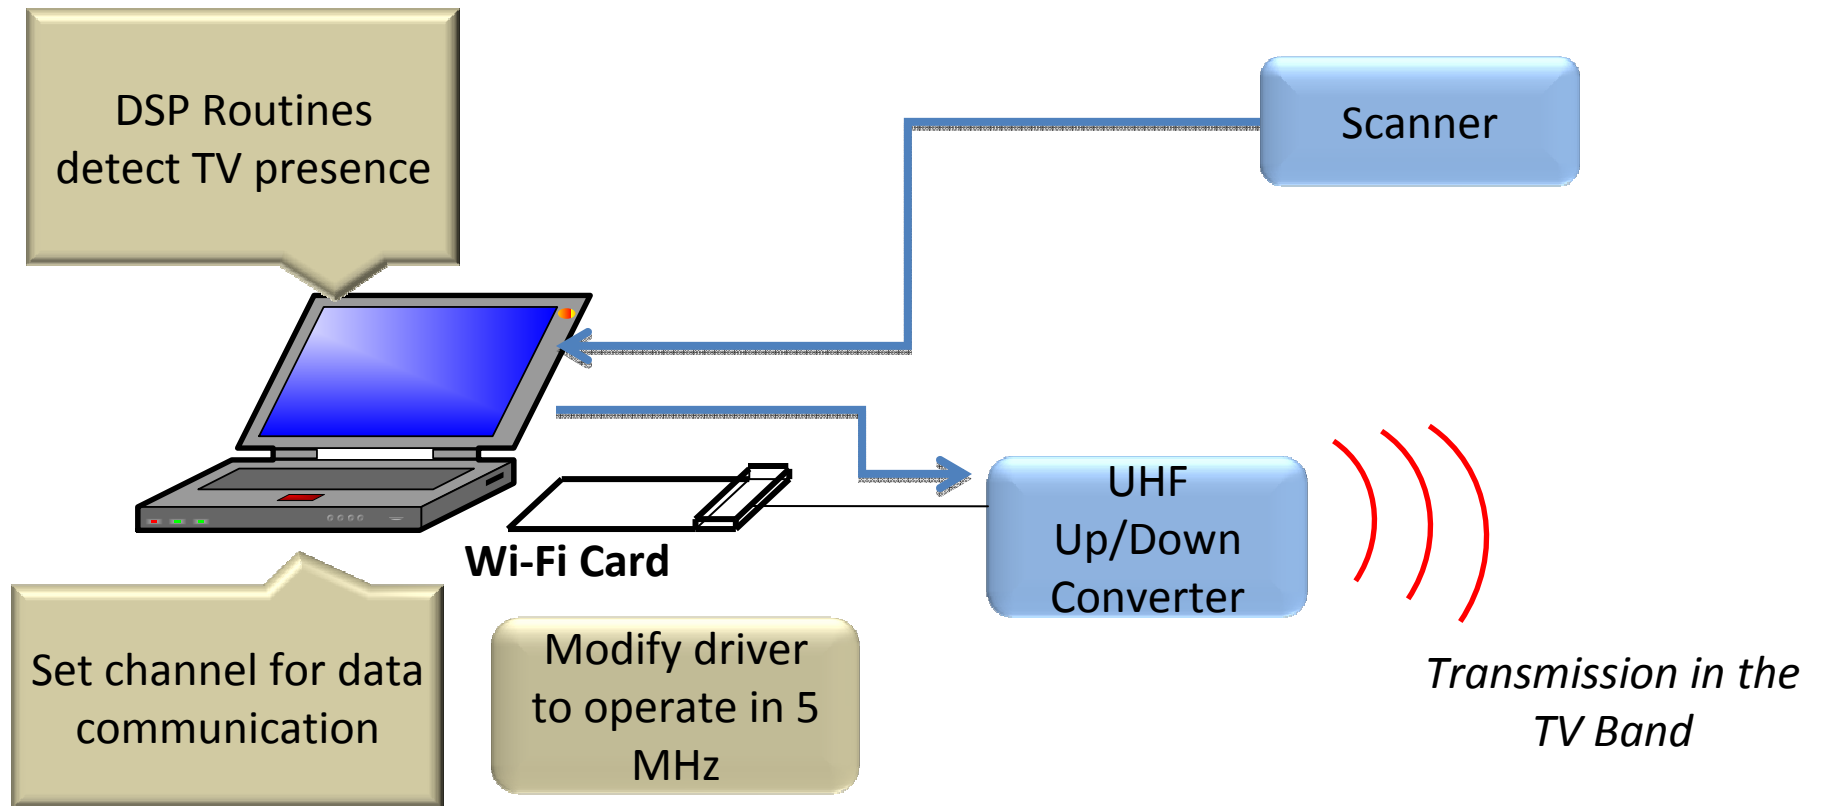 DSP Routines
detect TV presence
Scanner
UHF
Up/Down
Converter
Wi-Fi Card
Set channel for data
communication
Modify driver
to operate in 5
MHz
Transmission in the
TV Band